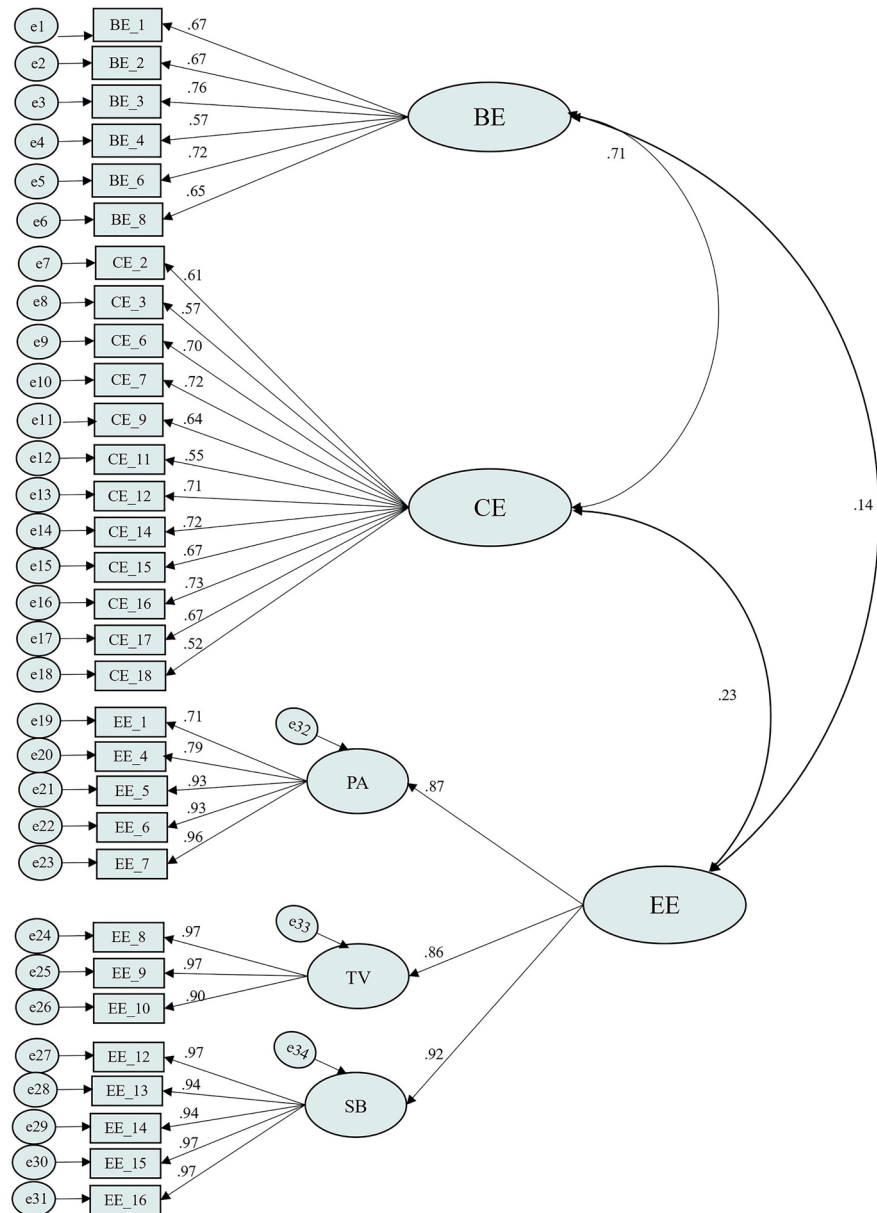 e1 BE_1 .67
e2 BE_2 .67
e3 BE_3 .76
e4 BE_4 .57
e5 BE_6 .72
e6 BE_8 .65
BE
.71
e7 CE_2 .61
e8 CE_3 .57
e9 CE_6 .70
e10 CE_7 .72
e11 CE_9 .64
e12 CE_11 .55
e13 CE_12 .71
e14 CE_14 .72
e15 CE_15 .67
e16 CE_16 .73
e17 CE_17 .67
e18 CE_18 .52
CE
.14
.23
e19 EE_1 .71
e20 EE_4 .79
e21 EE_5 .93
e22 EE_6 .93
e23 EE_7 .96
e32
PA
.87
EE
e24 EE_8 .97
e25 EE_9 .97
e26 EE_10 .90
e33
TV
.86
e27 EE_12 .97
e28 EE_13 .94
e29 EE_14 .94
e30 EE_15 .97
e31 EE_16 .97
e34
SB
.92